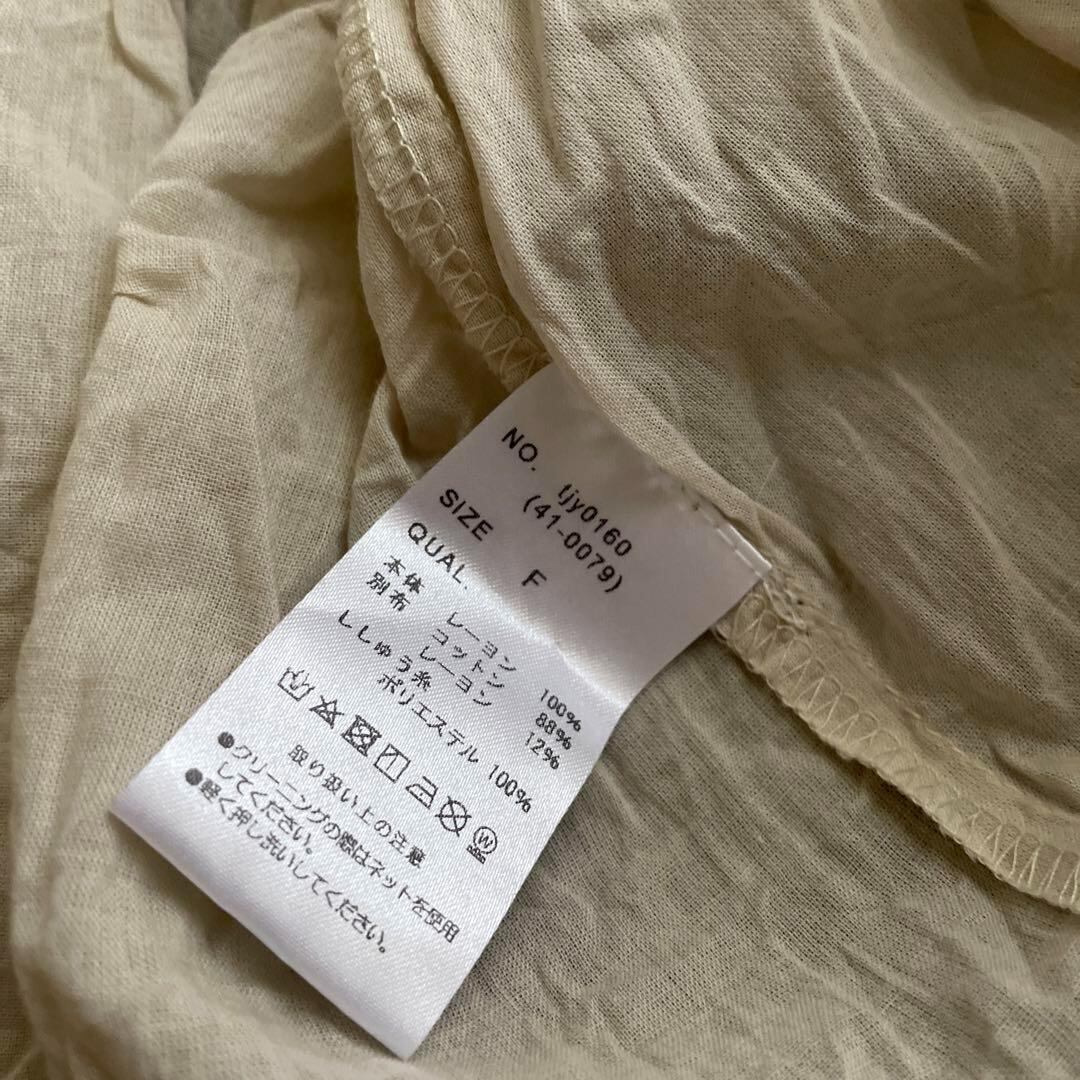 NO. tjy0160
(41-0079)
SIZE F
QUAL.
本体 レーヨン 100%
別布 コットン 88%
レーヨン 12%
ししゅう糸
ポリエステル 100%
W
取り扱い上の注意
●クリーニングの際はネットを使用
してください。
●軽く押し洗いしてください。